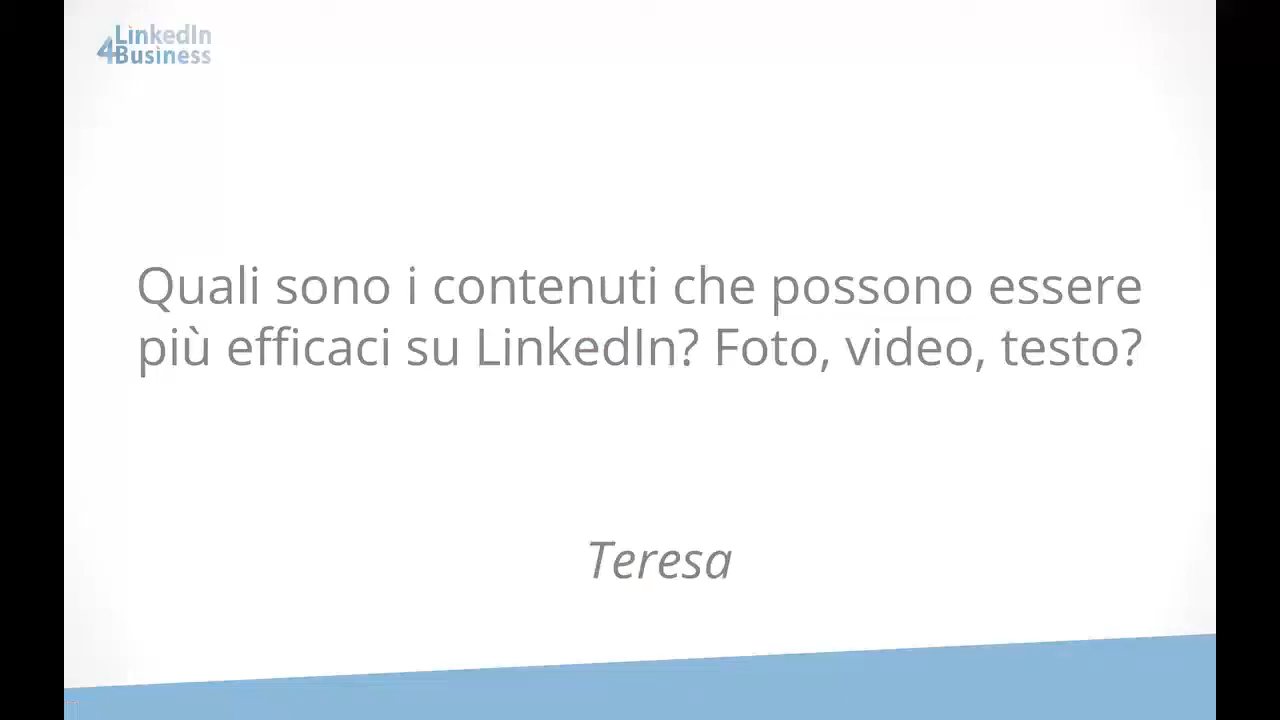 LinkedIn
4Business
Quali sono i contenuti che possono essere
più efficaci su LinkedIn? Foto, video, testo?
Teresa